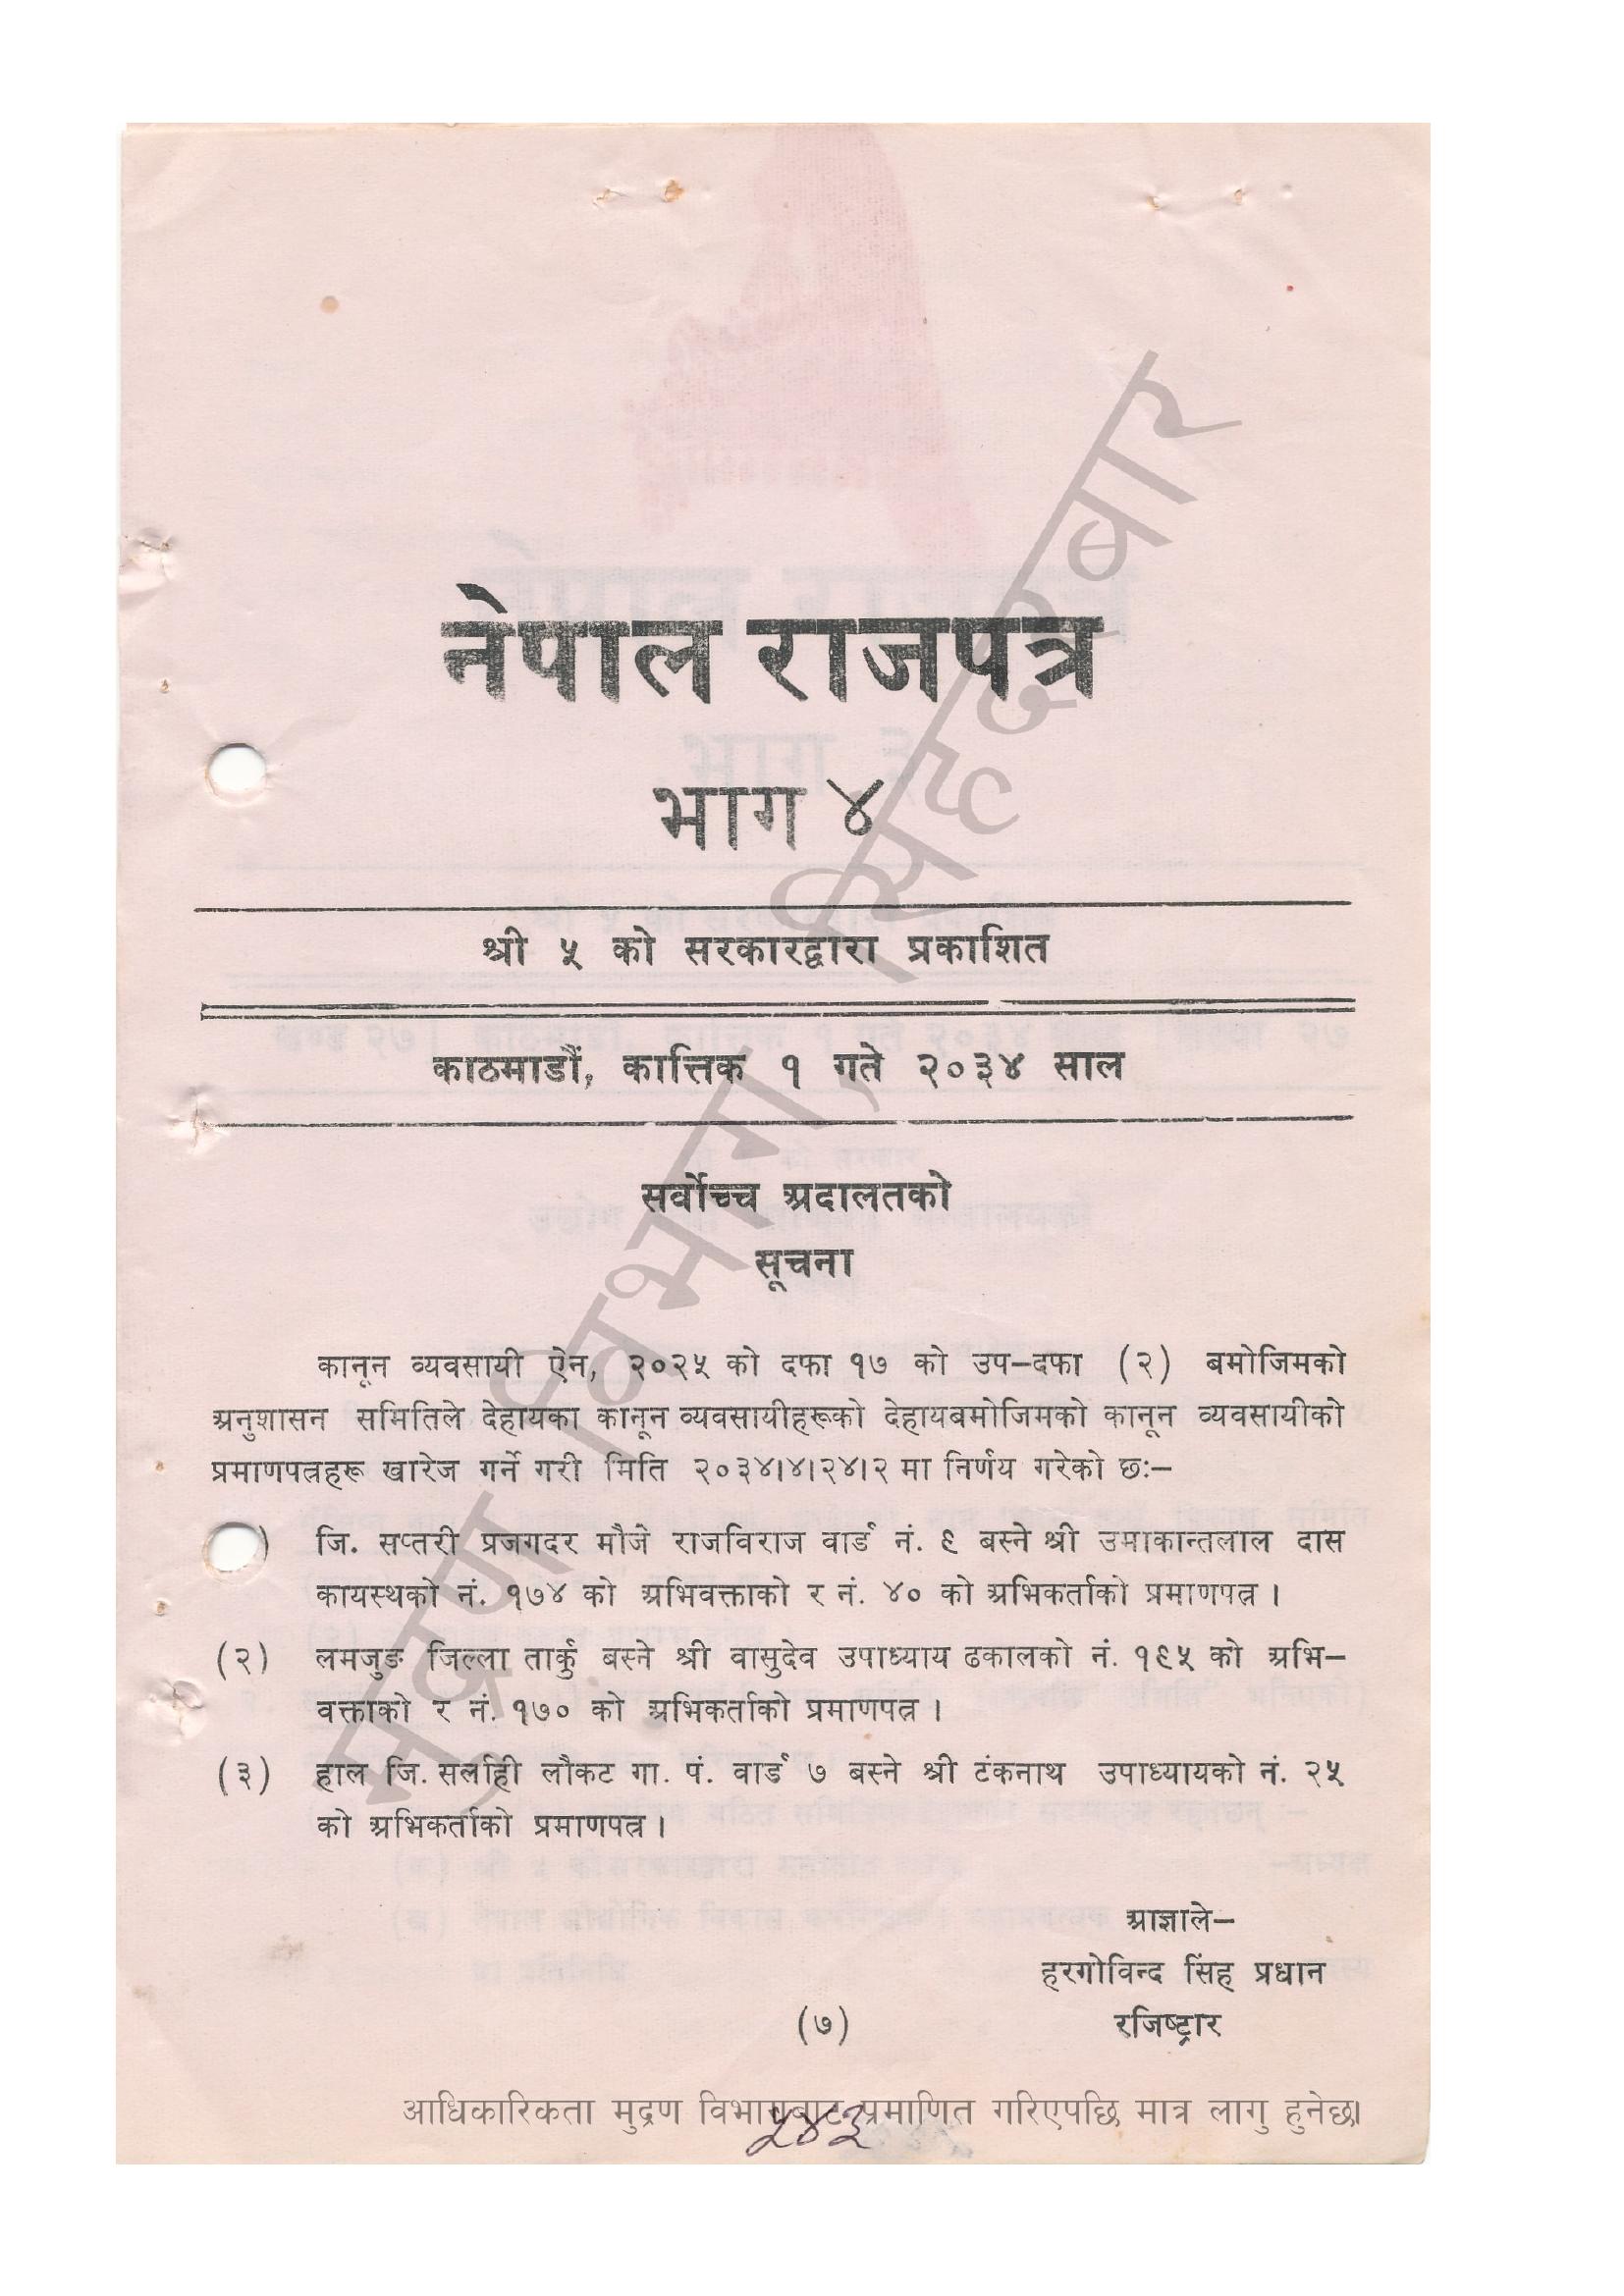 नेपाल राजपत्र
भाग ४
श्री ५ को सरकारद्वारा प्रकाशित
काठमाडौं, कात्तिक १ गते २०३४ साल
सर्वोच्च अदालतको
सूचना
कानून व्यवसायी ऐन, २०२५ को दफा १७ को उप–दफा (२) बमोजिमको
अनुशासन समितिले देहायका कानून व्यवसायीहरूको देहायबमोजिमको कानून व्यवसायीको
प्रमाणपत्रहरू खारेज गर्ने गरी मिति २०३४।४।२४।२ मा निर्णय गरेको छः–
) जि. सप्तरी प्रजगदर मौजे राजविराज वार्ड नं. ९ बस्ने श्री उमाकान्तलाल दास
कायस्थको नं. १७४ को अभिवक्ताको र नं. ४० को अभिकर्ताको प्रमाणपत्र ।
(२) लमजुङ जिल्ला तार्कु बस्ने श्री वासुदेव उपाध्याय ढकालको नं. १९५ को अभि–
वक्ताको र नं. १७० को अभिकर्ताको प्रमाणपत्र ।
(३) हाल जि. सर्लाही लौकट गा. पं. वार्ड ७ बस्ने श्री टंकनाथ उपाध्यायको नं. २५
को अभिकर्ताको प्रमाणपत्र ।
आज्ञाले–
हरगोविन्द सिंह प्रधान
रजिष्ट्रार
(७)
आधिकारिकता मुद्रण विभागबाट प्रमाणित गरिएपछि मात्र लागु हुनेछ।
५४३
मुद्रण विभाग, सिंहदरबार